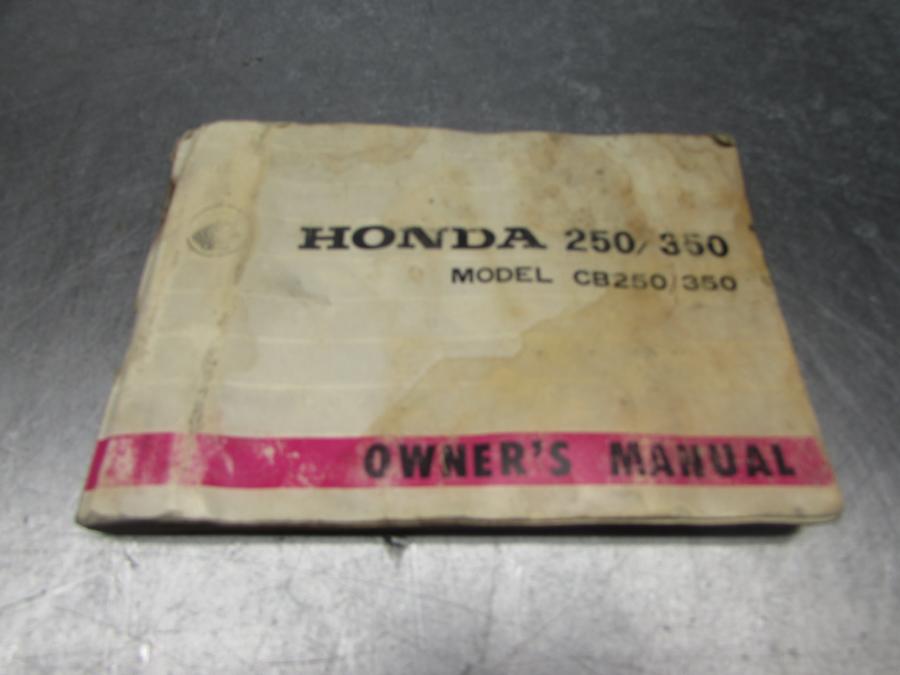 HONDA 250/350
MODEL CB250/350
OWNER'S MANUAL